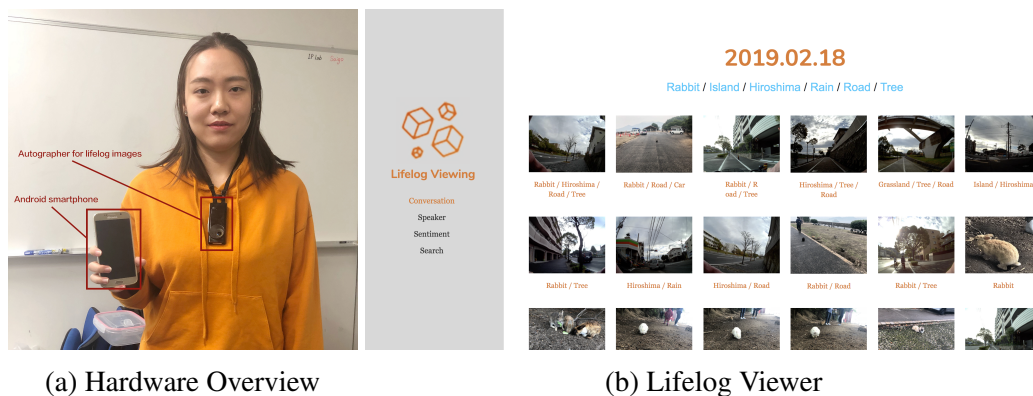 IP lab
Autographer for lifelog images
Android smartphone
Lifelog Viewing
Conversation
Speaker
Sentiment
Search
2019.02.18
Rabbit / Island / Hiroshima / Rain / Road / Tree
Rabbit / Hiroshima /
Road / Tree
Rabbit / Road / Car
Rabbit / R
oad / Tree
Hiroshima / Tree /
Road
Grassland / Tree / Road
Island / Hiroshima
Rabbit / Tree
Hiroshima / Rain
Hiroshima / Road
Rabbit / Road
Rabbit / Tree
Rabbit
(a) Hardware Overview
(b) Lifelog Viewer